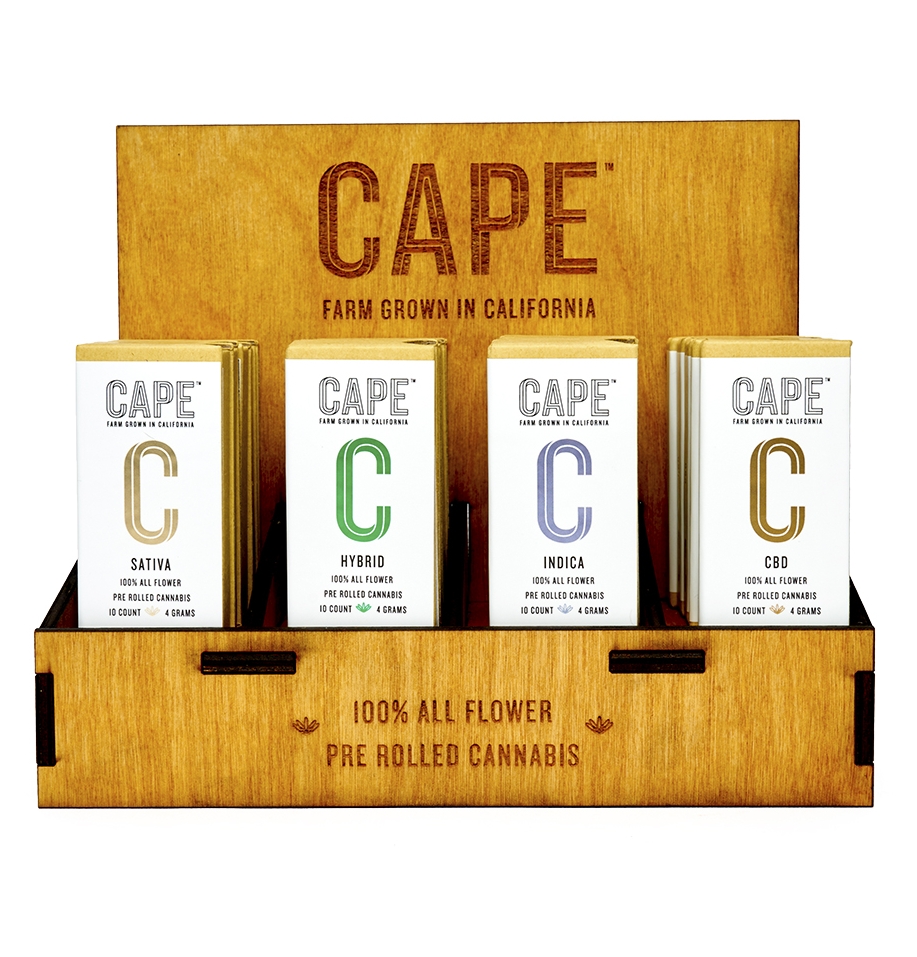 CAPE™
FARM GROWN IN CALIFORNIA
CAPE™
FARM GROWN IN CALIFORNIA
C
SATIVA
100% ALL FLOWER
PRE ROLLED CANNABIS
10 COUNT 4 GRAMS
CAPE™
FARM GROWN IN CALIFORNIA
C
HYBRID
100% ALL FLOWER
PRE ROLLED CANNABIS
10 COUNT 4 GRAMS
CAPE™
FARM GROWN IN CALIFORNIA
C
INDICA
100% ALL FLOWER
PRE ROLLED CANNABIS
10 COUNT 4 GRAMS
CAPE™
FARM GROWN IN CALIFORNIA
C
CBD
100% ALL FLOWER
PRE ROLLED CANNABIS
10 COUNT 4 GRAMS
100% ALL FLOWER
PRE ROLLED CANNABIS